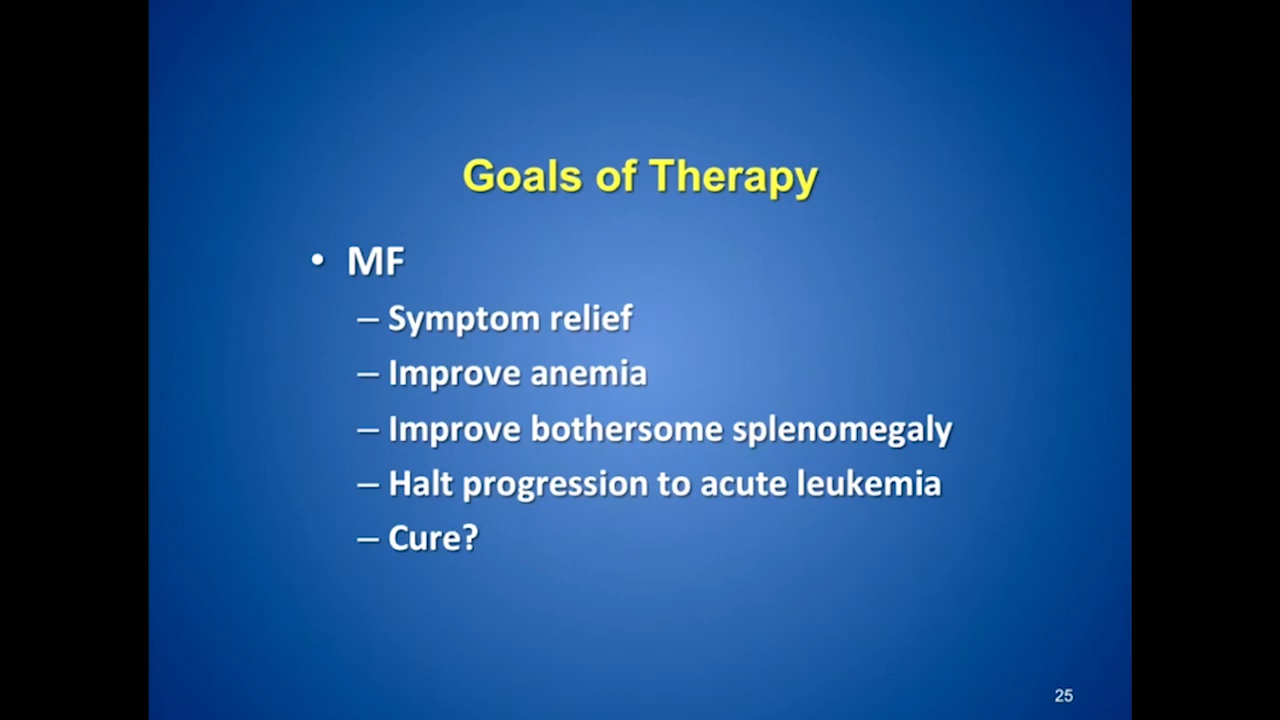 Goals of Therapy
• MF
– Symptom relief
– Improve anemia
– Improve bothersome splenomegaly
– Halt progression to acute leukemia
– Cure?
25